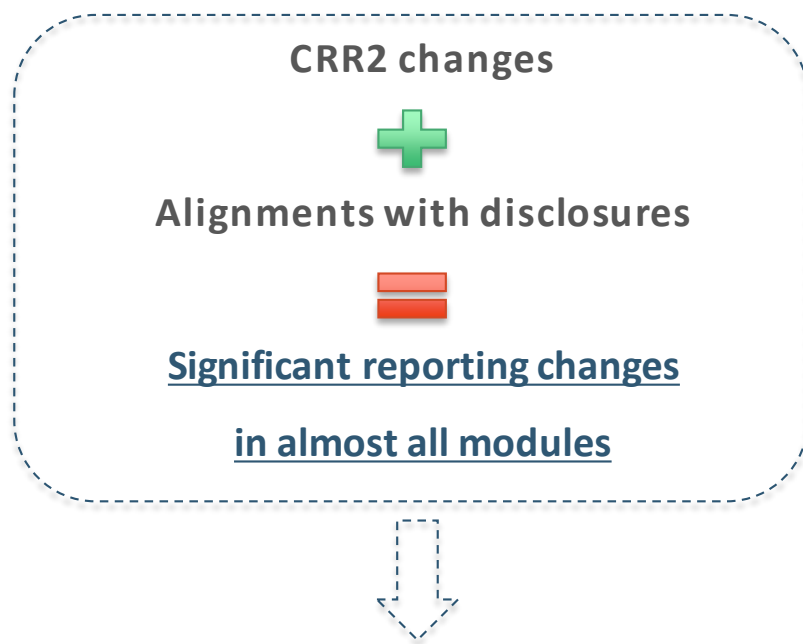 CRR2 changes
Alignments with disclosures
Significant reporting changes
in almost all modules